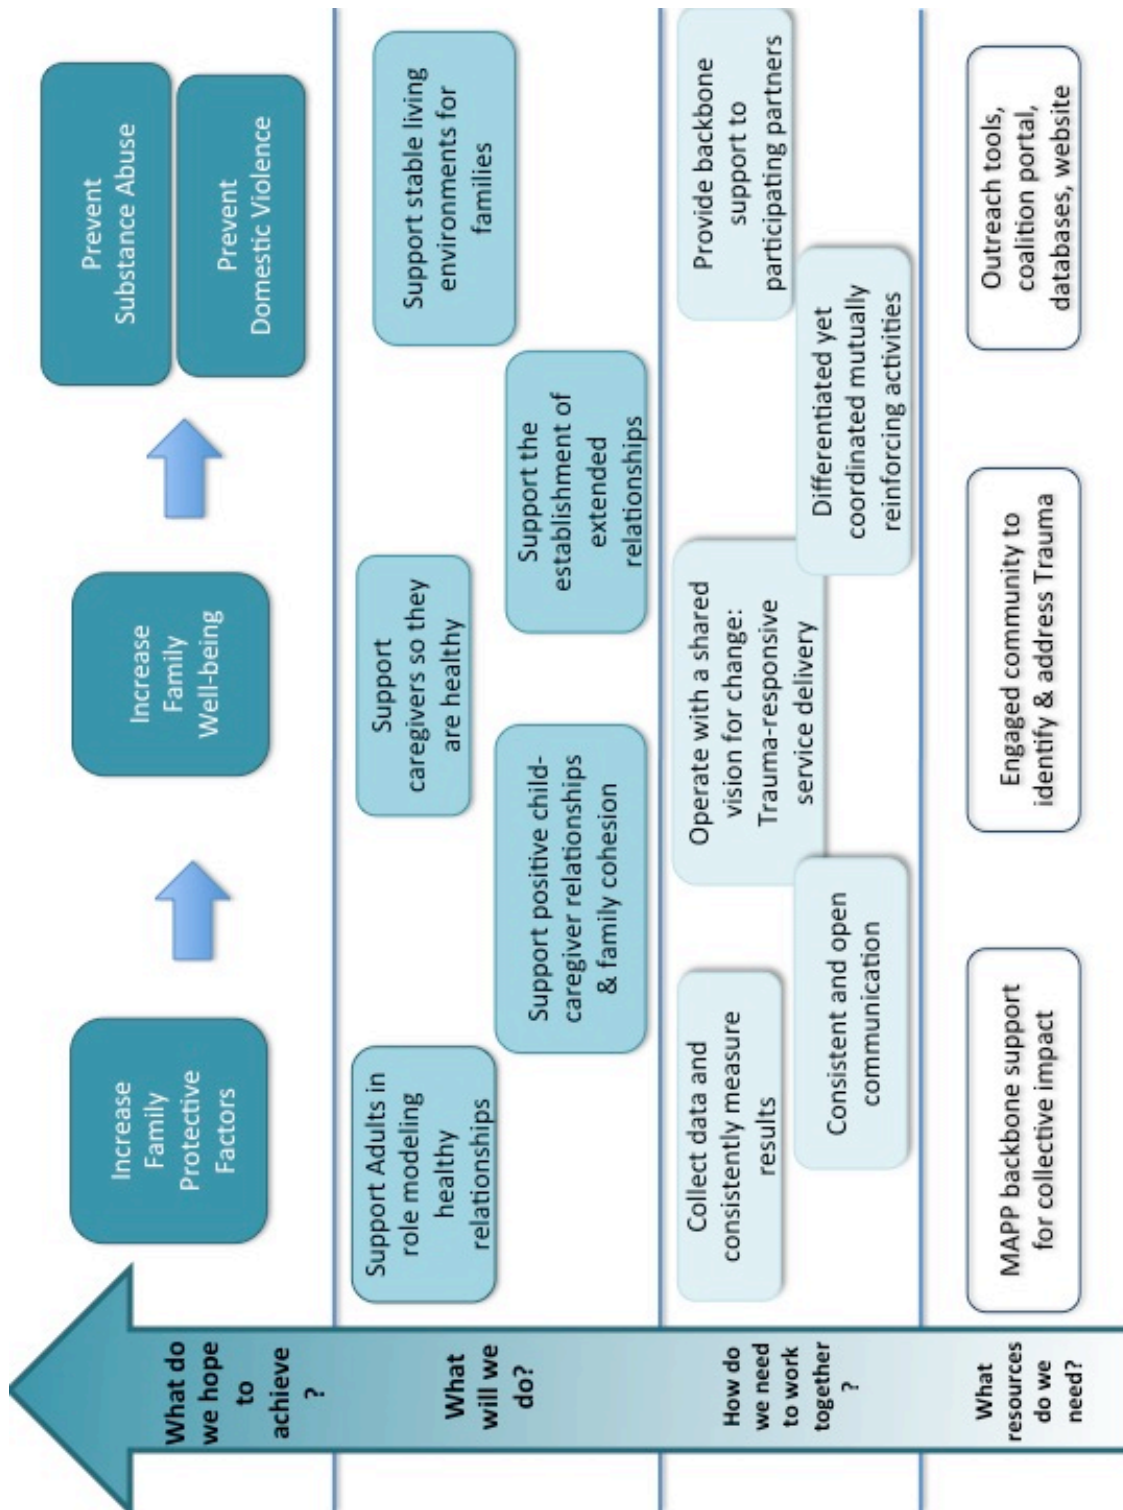 What do
we hope
to
achieve
?
Increase
Family
Protective
Factors
Increase
Family
Well-being
Prevent
Substance Abuse
Prevent
Domestic Violence
What
will we
do?
Support Adults in
role modeling
healthy
relationships
Support positive child-
caregiver relationships
& family cohesion
Support
caregivers so they
are healthy
Support the
establishment of
extended
relationships
Support stable living
environments for
families
How do
we need
to work
together
?
Collect data and
consistently measure
results
Consistent and open
communication
Operate with a shared
vision for change:
Trauma-responsive
service delivery
Differentiated yet
coordinated mutually
reinforcing activities
Provide backbone
support to
participating partners
What
resources
do we
need?
MAPP backbone support
for collective impact
Engaged community to
identify & address Trauma
Outreach tools,
coalition portal,
databases, website